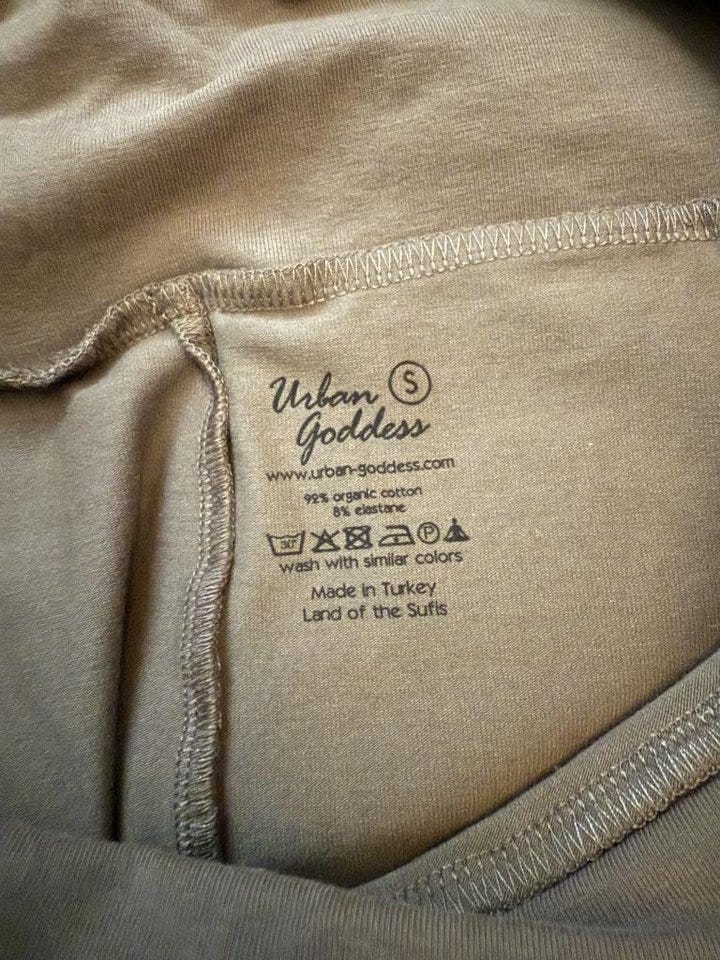 Urban S
Goddess
www.urban-goddess.com
92% organic cotton
8% elastane
30° P
wash with similar colors
Made in Turkey
Land of the Sufis